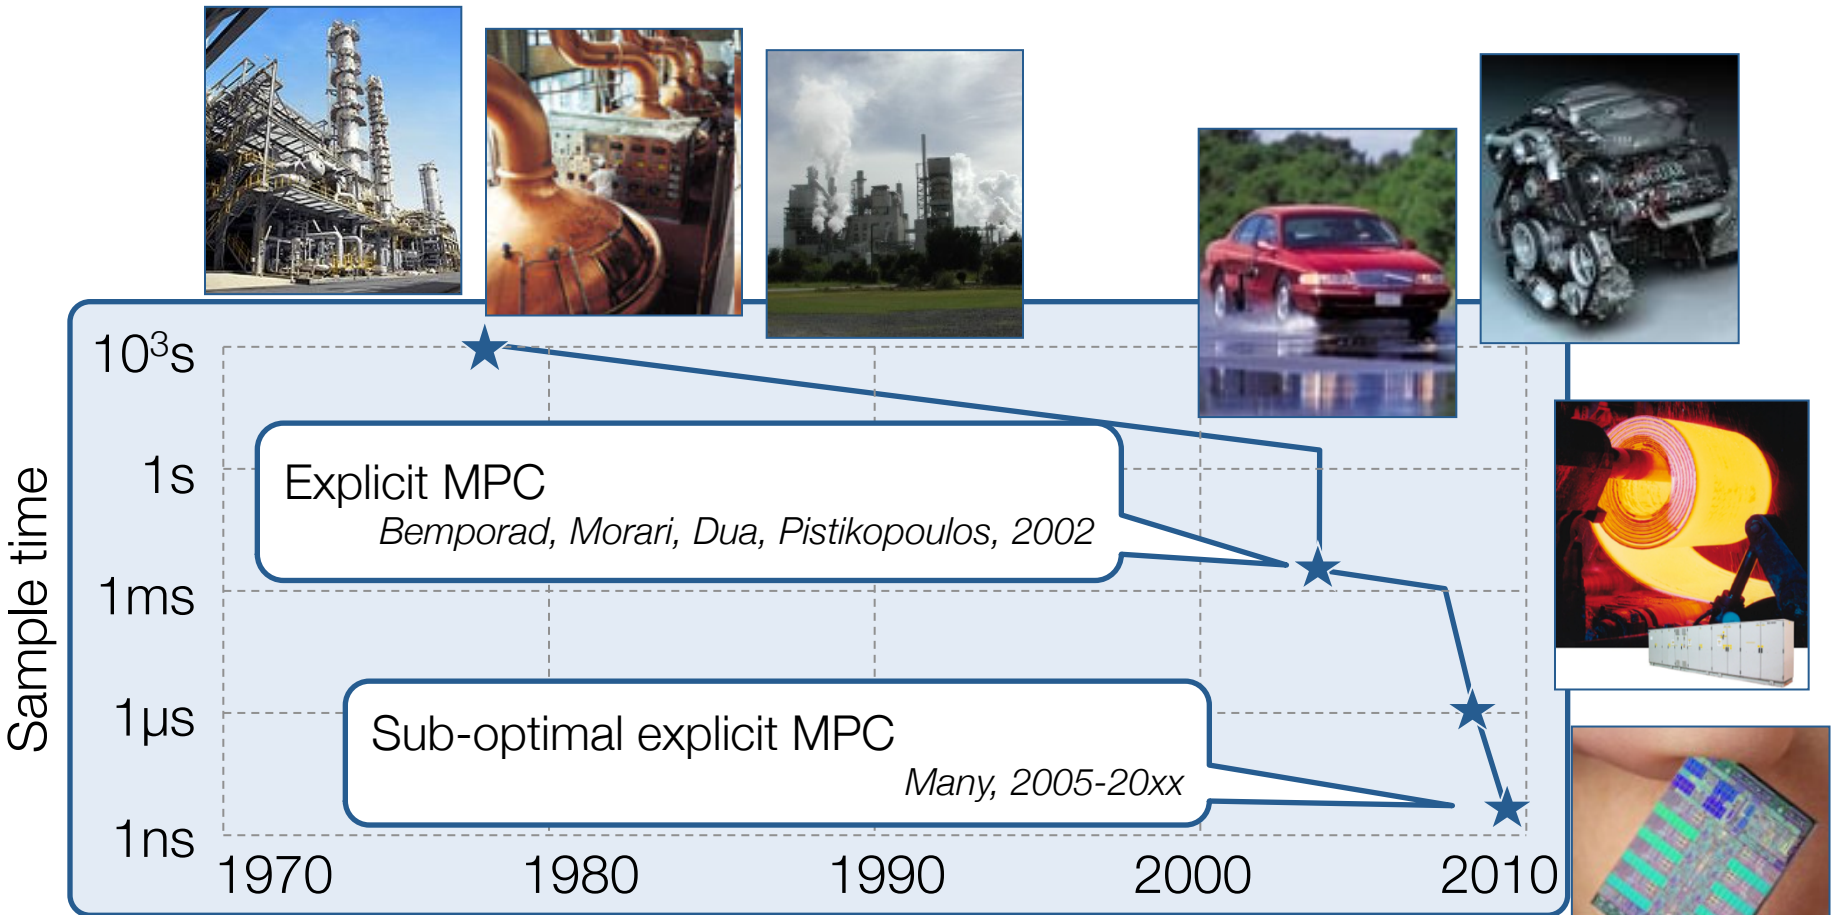 Sample time
10³s
1s
1ms
1µs
1ns
Explicit MPC
Bemporad, Morari, Dua, Pistikopoulos, 2002
Sub-optimal explicit MPC
Many, 2005-20xx
1970 1980 1990 2000 2010